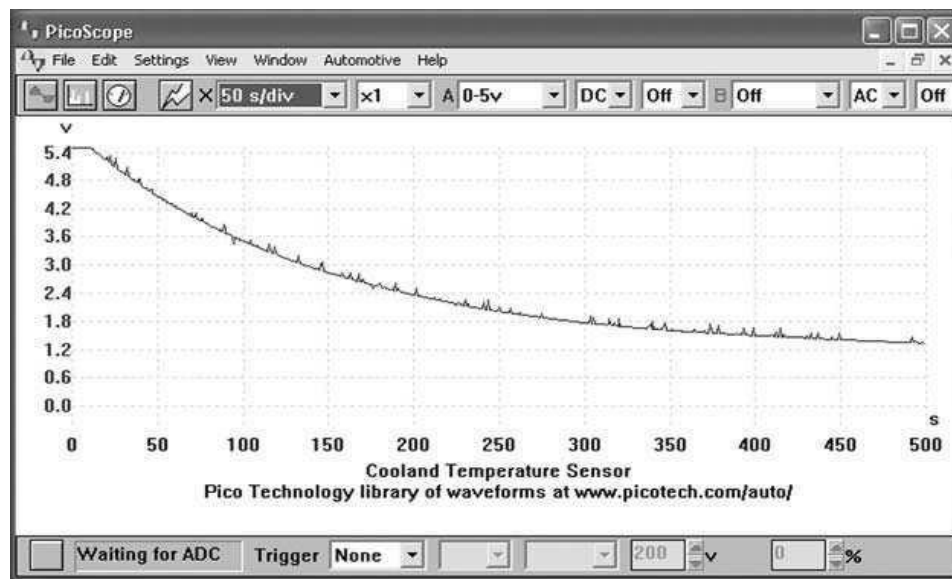 PicoScope
File Edit Settings View Window Automotive Help
X 50 s/div x1 A 0-5v DC Off B Off AC Off
v
5.4
4.8
4.2
3.6
3.0
2.4
1.8
1.2
0.6
0.0
s
0 50 100 150 200 250 300 350 400 450 500
Cooland Temperature Sensor
Pico Technology library of waveforms at www.picotech.com/auto/
Waiting for ADC Trigger None 200 v 0 %